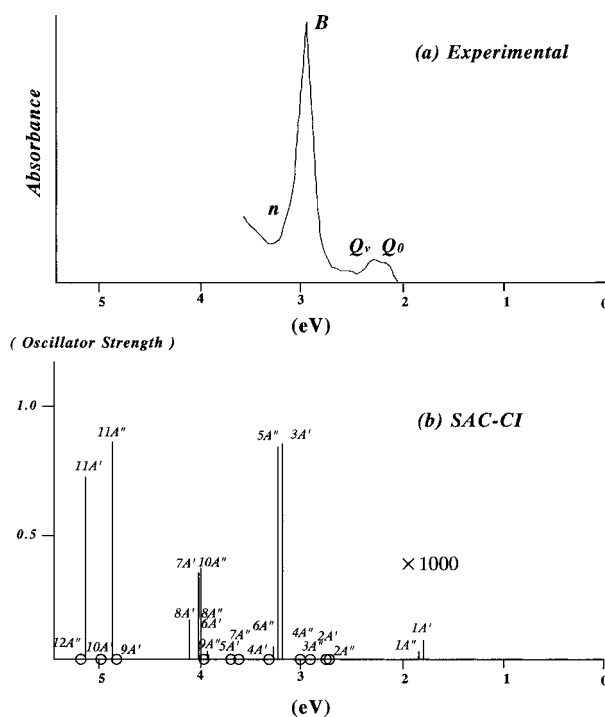 B
(a) Experimental
Absorbance
n
Qv Q0
5 4 3 2 1 0
(eV)
( Oscillator Strength )
(b) SAC-CI
1.0
11A"
5A" 3A'
11A'
0.5
7A' 10A"
× 1000
8A' 8A"
6A'
6A"
1A'
7A"
4A" 2A'
12A" 10A' 9A' 9A" 5A' 4A' 3A" 2A" 1A"
5 4 3 2 1 0
(eV)